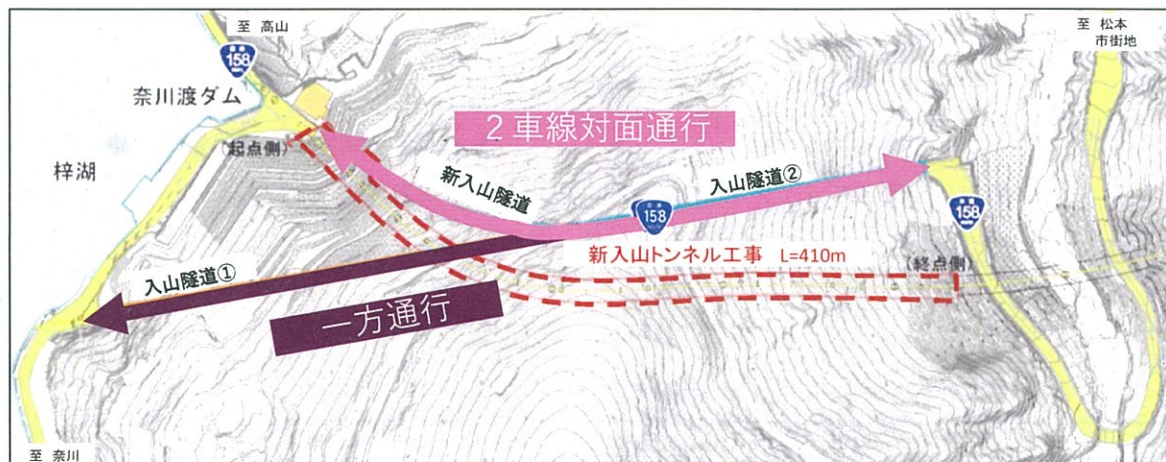 至 高山
158
奈川渡ダム
(起点側)
梓湖
２車線対面通行
新入山隧道
入山隧道②
158
至 松本
市街地
158
新入山トンネル工事 L=410m
(終点側)
入山隧道①
一方通行
至 奈川